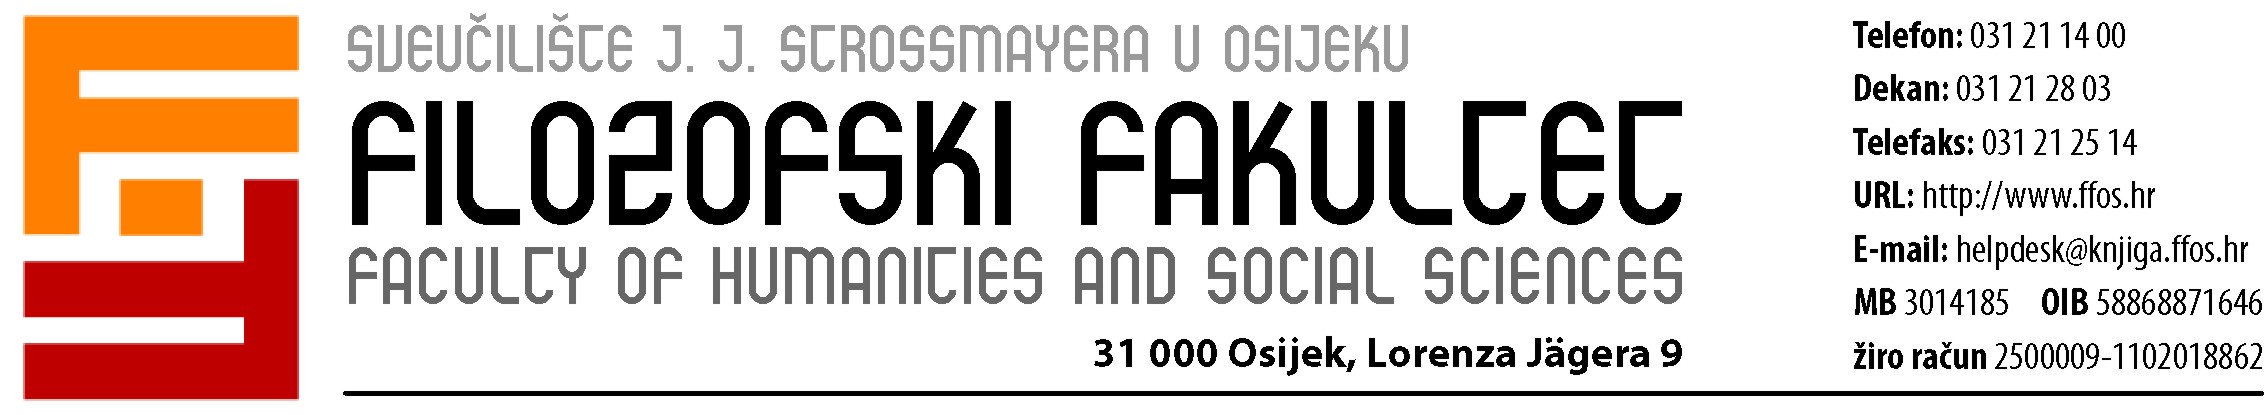 SVEUČILIŠTE J. J. STROSSMAYERA U OSIJEKU
FILOZOFSKI FAKULTET
FACULTY OF HUMANITIES AND SOCIAL SCIENCES
31 000 Osijek, Lorenza Jägera 9
Telefon: 031 21 14 00
Dekan: 031 21 28 03
Telefaks: 031 21 25 14
URL: http://www.ffos.hr
E-mail: helpdesk@knjiga.ffos.hr
MB 3014185 OIB 58868871646
žiro račun 2500009-1102018862